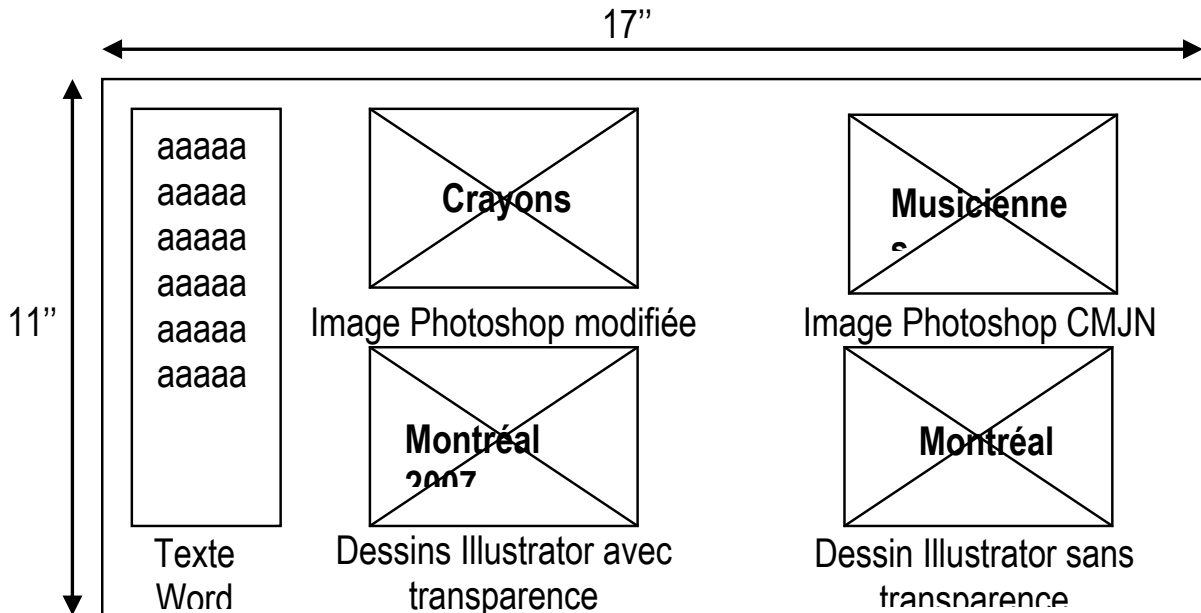 17’’
11’’
aaaaa
aaaaa
aaaaa
aaaaa
aaaaa
aaaaa
Texte
Word
Crayons
Image Photoshop modifiée
Musicienne
s
Image Photoshop CMJN
Montréal
2007
Dessins Illustrator avec
transparence
Montréal
Dessin Illustrator sans
transparence